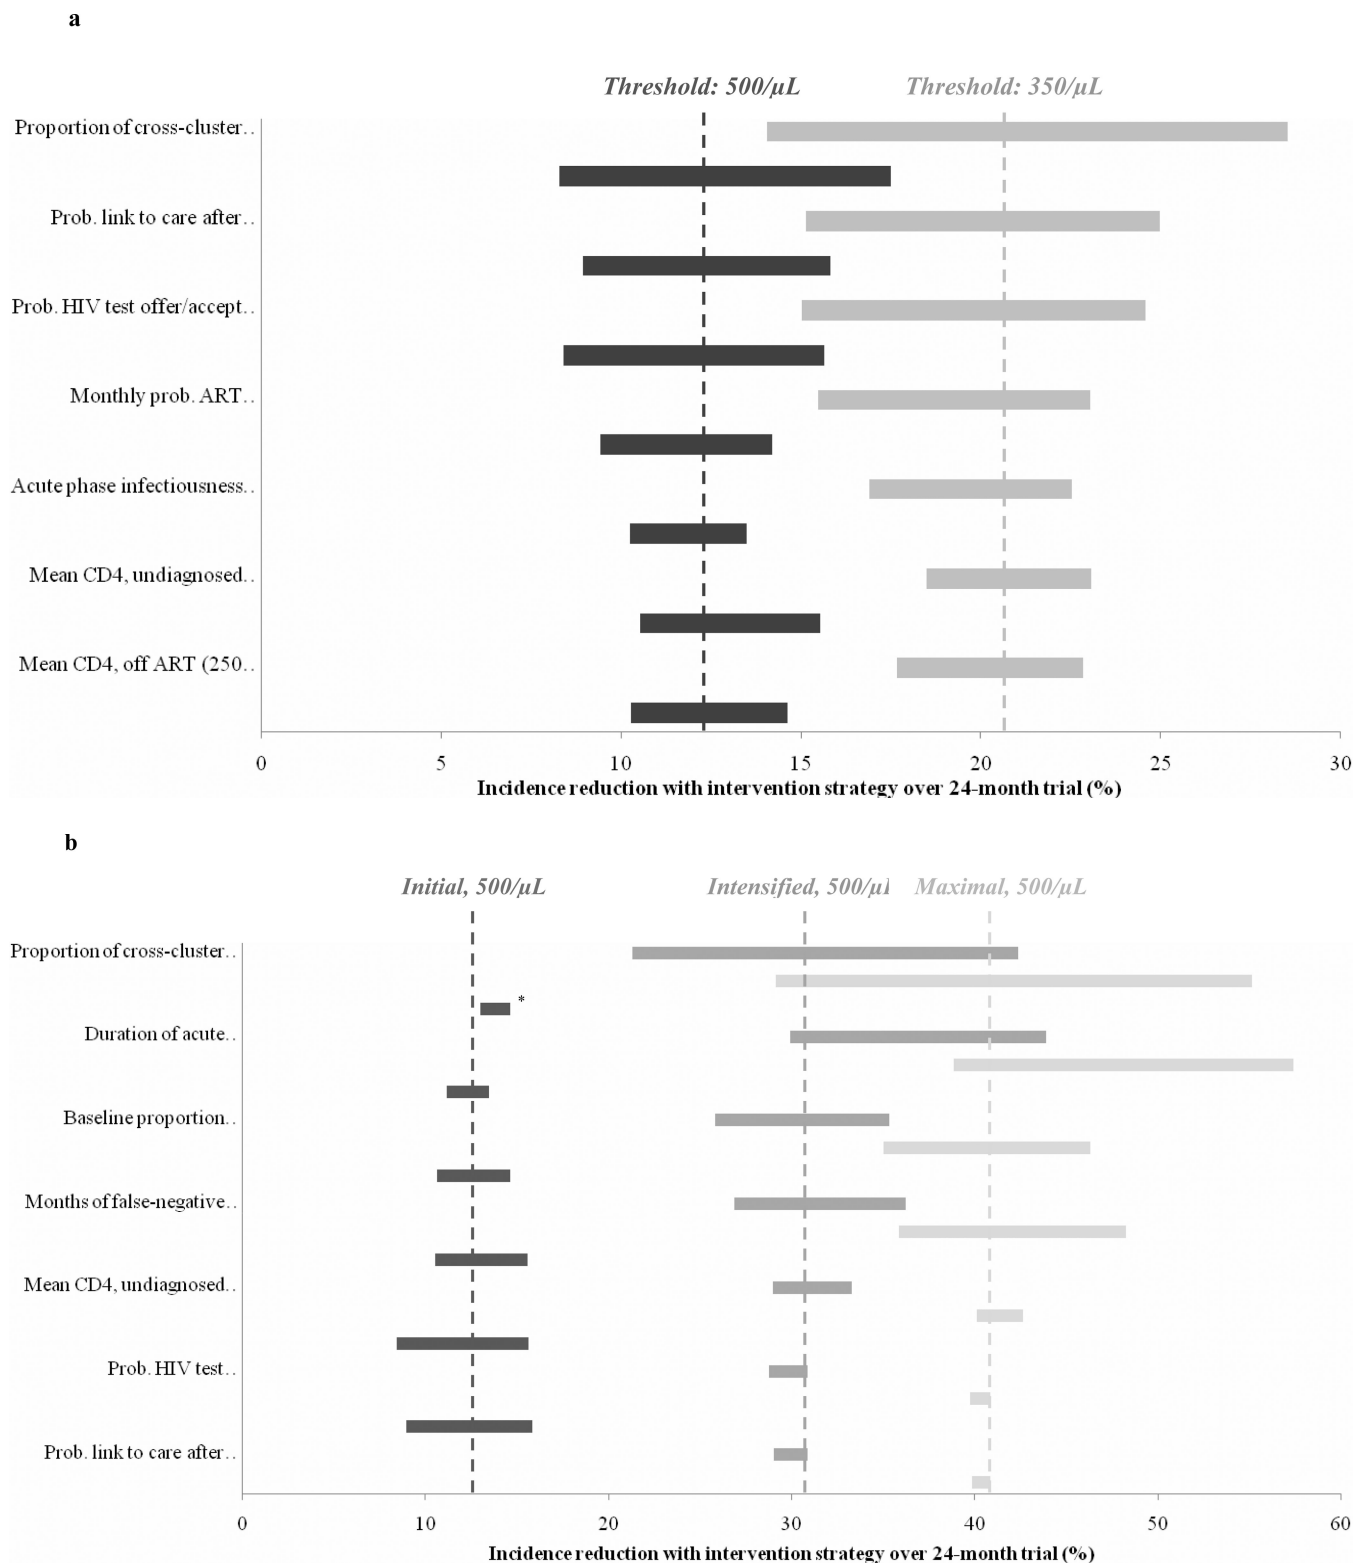 a
Threshold: 500/µL Threshold: 350/µL
Proportion of cross-cluster..
Prob. link to care after..
Prob. HIV test offer/accept..
Monthly prob. ART..
Acute phase infectiousness..
Mean CD4, undiagnosed..
Mean CD4, off ART (250..
0 5 10 15 20 25 30
Incidence reduction with intervention strategy over 24-month trial (%)
b
Initial, 500/µL Intensified, 500/µl Maximal, 500/µL
Proportion of cross-cluster..
*
Duration of acute..
Baseline proportion..
Months of false-negative..
Mean CD4, undiagnosed..
Prob. HIV test..
Prob. link to care after..
0 10 20 30 40 50 60
Incidence reduction with intervention strategy over 24-month trial (%)